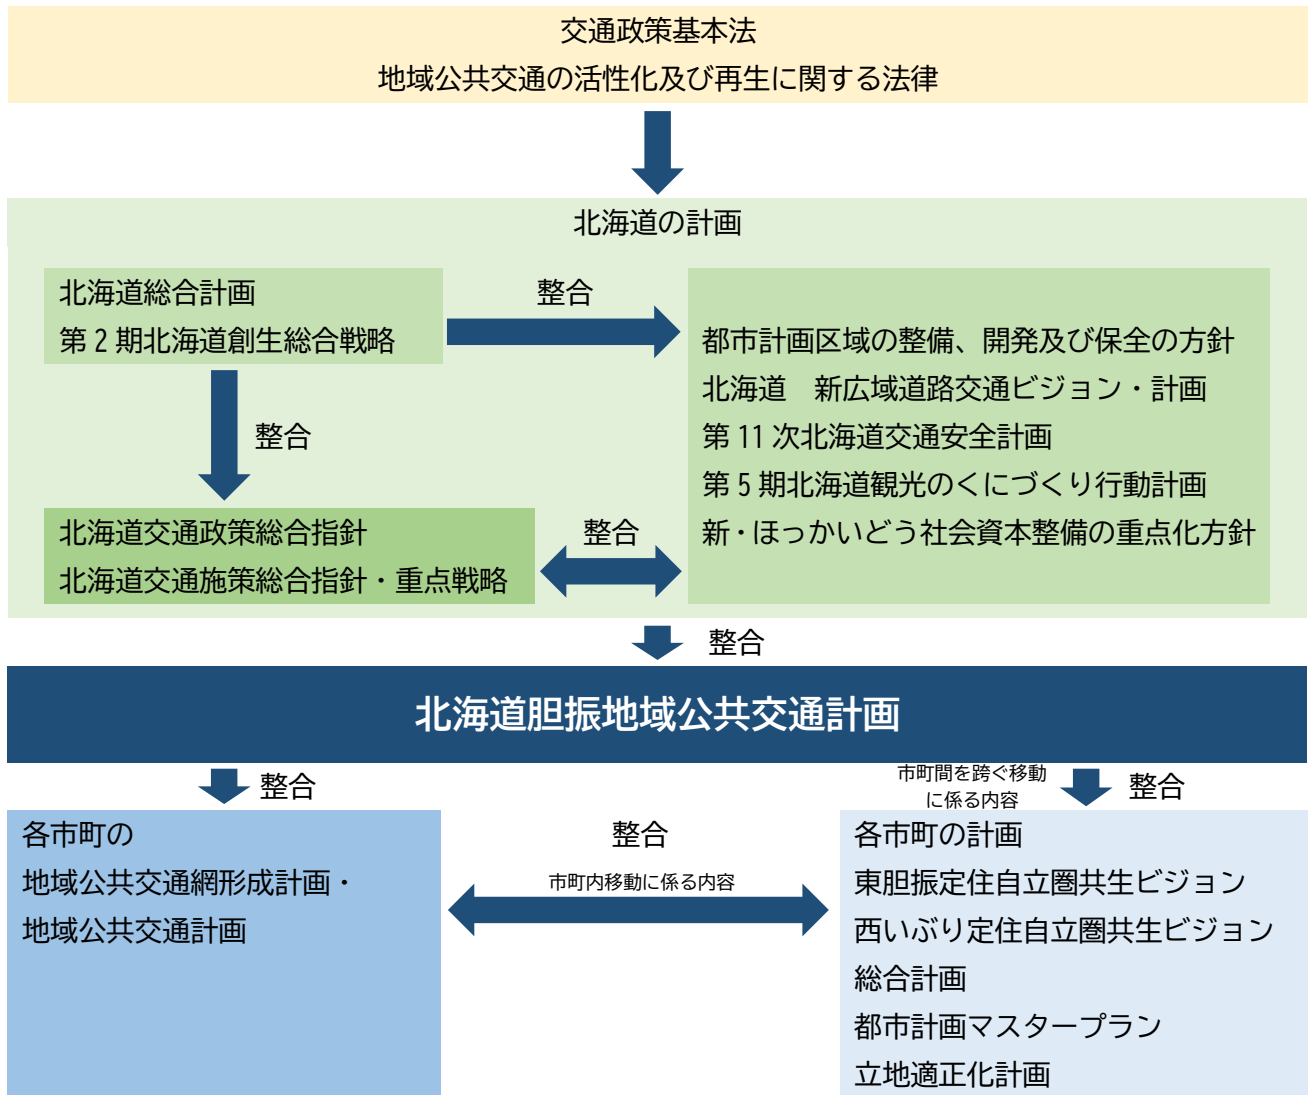 交通政策基本法
地域公共交通の活性化及び再生に関する法律
北海道の計画
北海道総合計画
第2期北海道創生総合戦略
整合
整合
都市計画区域の整備、開発及び保全の方針
北海道　新広域道路交通ビジョン・計画
第11次北海道交通安全計画
第5期北海道観光のくにづくり行動計画
新・ほっかいどう社会資本整備の重点化方針
北海道交通政策総合指針
北海道交通施策総合指針・重点戦略
整合
整合
北海道胆振地域公共交通計画
整合
市町間を跨ぐ移動
に係る内容
整合
各市町の
地域公共交通網形成計画・
地域公共交通計画
整合
市町内移動に係る内容
各市町の計画
東胆振定住自立圏共生ビジョン
西いぶり定住自立圏共生ビジョン
総合計画
都市計画マスタープラン
立地適正化計画